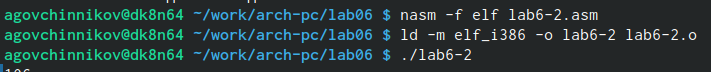 agovchinnikov@dk8n64 ~/work/arch-pc/lab06 $ nasm -f elf lab6-2.asm
agovchinnikov@dk8n64 ~/work/arch-pc/lab06 $ ld -m elf_i386 -o lab6-2 lab6-2.o
agovchinnikov@dk8n64 ~/work/arch-pc/lab06 $ ./lab6-2